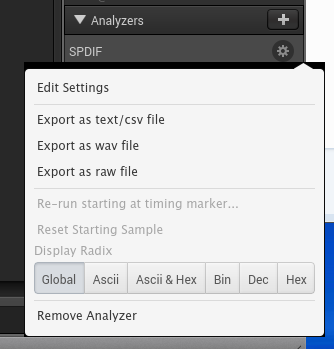 Analyzers
SPDIF
Edit Settings
Export as text/csv file
Export as wav file
Export as raw file
Re-run starting at timing marker...
Reset Starting Sample
Display Radix
Global Ascii Ascii & Hex Bin Dec Hex
Remove Analyzer